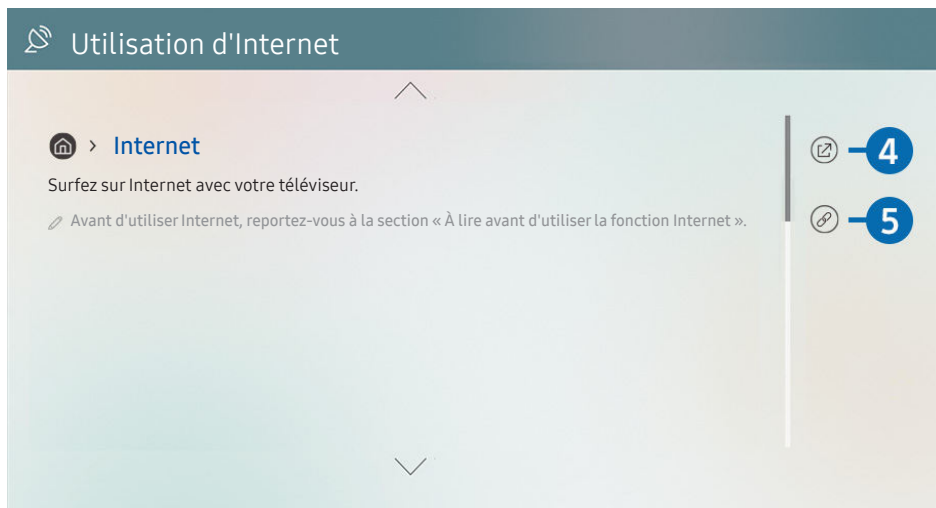 Utilisation d'Internet
> Internet
4
Surfez sur Internet avec votre téléviseur.
Avant d'utiliser Internet, reportez-vous à la section « À lire avant d'utiliser la fonction Internet ».
5